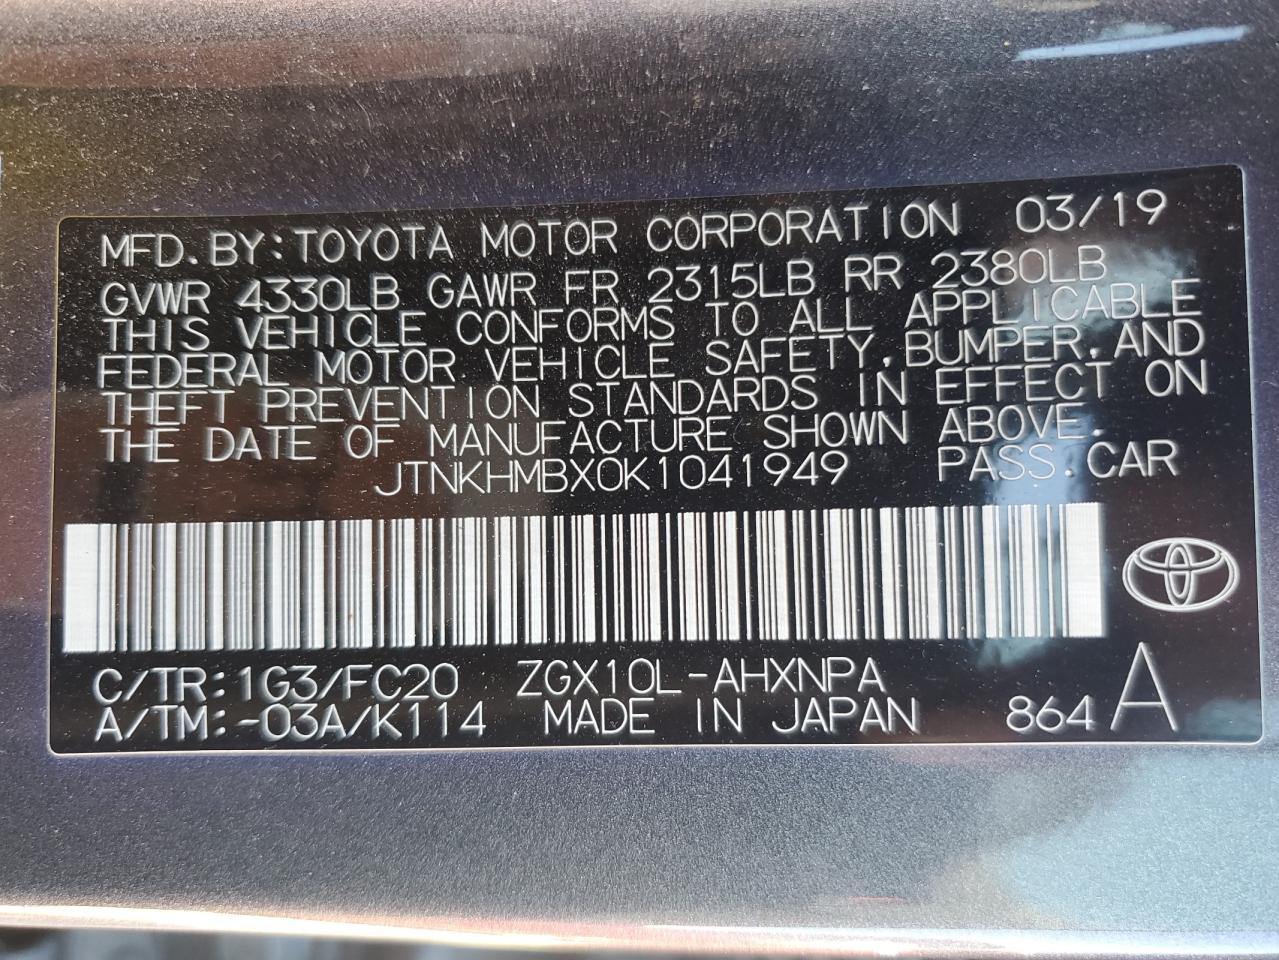 MFD. BY: TOYOTA MOTOR CORPORATION 03/19
GVWR 4330LB GAWR FR 2315LB RR 2380LB
THIS VEHICLE CONFORMS TO ALL APPLICABLE
FEDERAL MOTOR VEHICLE SAFETY, BUMPER, AND
THEFT PREVENTION STANDARDS IN EFFECT ON
THE DATE OF MANUFACTURE SHOWN ABOVE.
JTNKHMBX0K1041949 PASS. CAR
C/TR: 1G3/FC20 ZGX10L-AHXNPA
A/TM: -03A/K114 MADE IN JAPAN 864 A